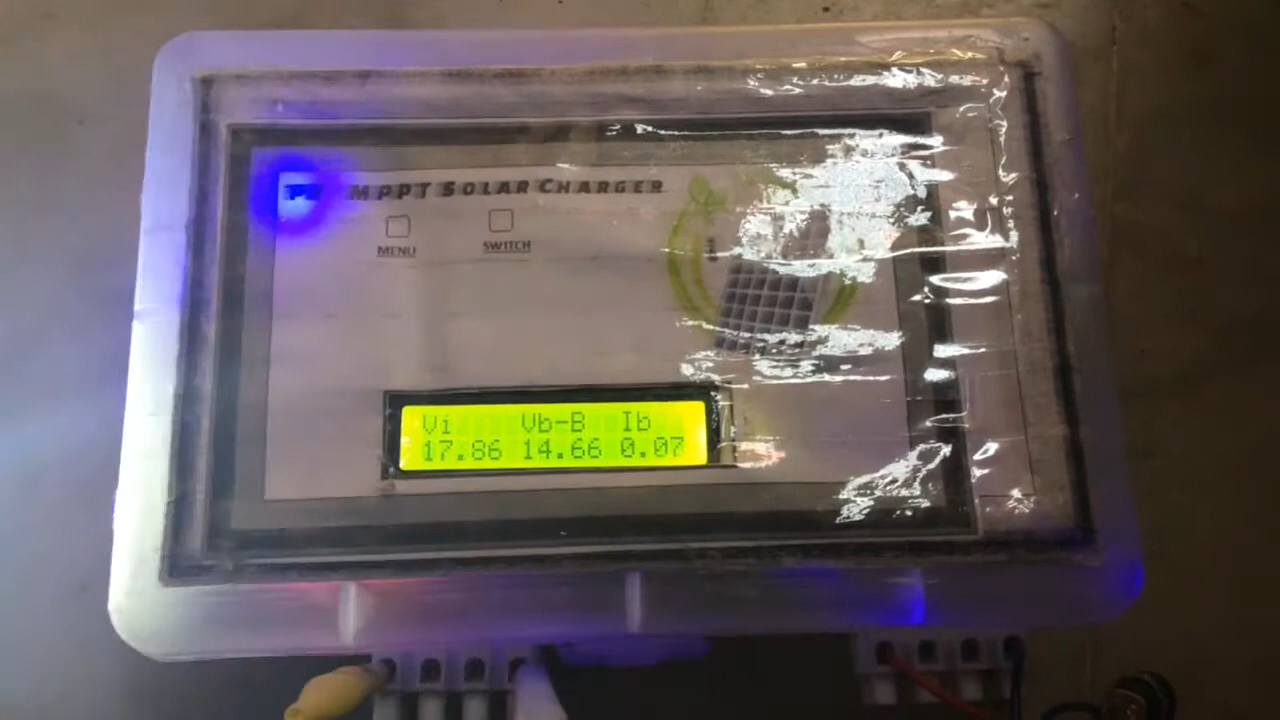 MPPT SOLAR CHARGER
MENU
SWITCH
Vi Vb-B Ib
17.86 14.66 0.07